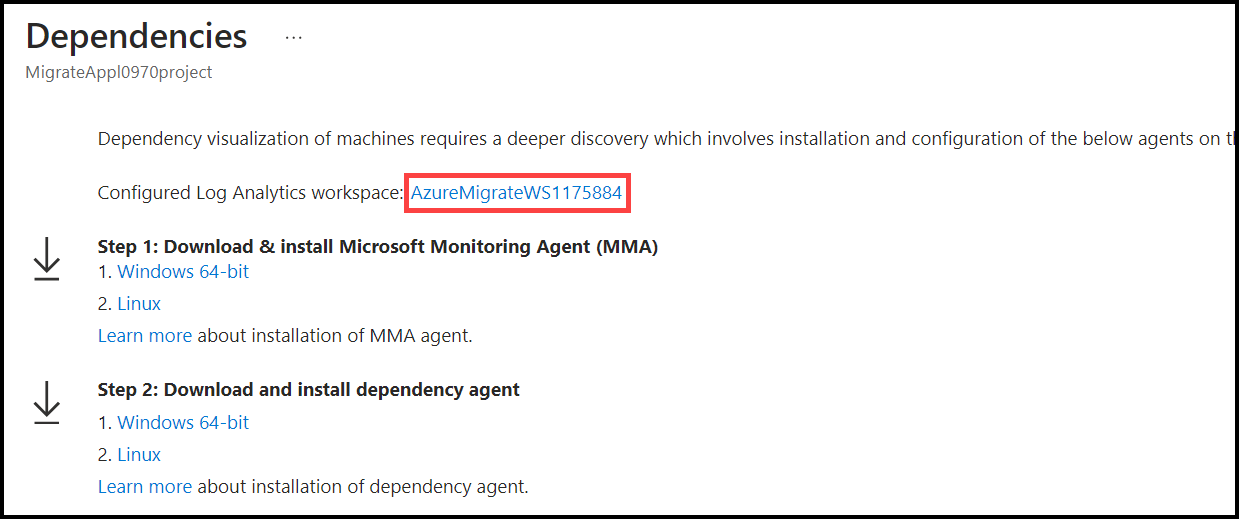 Dependencies ...
MigrateAppl0970project
Dependency visualization of machines requires a deeper discovery which involves installation and configuration of the below agents on
Configured Log Analytics workspace: AzureMigrateWS1175884
Step 1: Download & install Microsoft Monitoring Agent (MMA)
1. Windows 64-bit
2. Linux
Learn more about installation of MMA agent.
Step 2: Download and install dependency agent
1. Windows 64-bit
2. Linux
Learn more about installation of dependency agent.